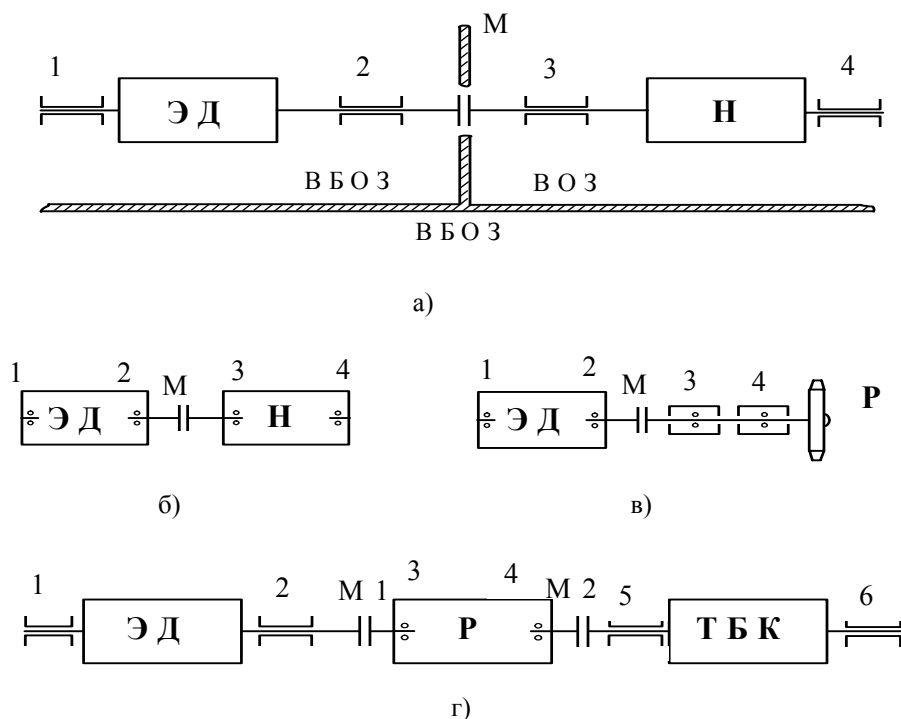 М
1 2 3 4
Э Д Н
В Б О З В О З
В Б О З
а)
1 2 М 3 4
Э Д Н
б)
1 2 М 3 4
Э Д Р
в)
1 2 М 1 3 4 М 2 5 6
Э Д Р Т Б К
г)